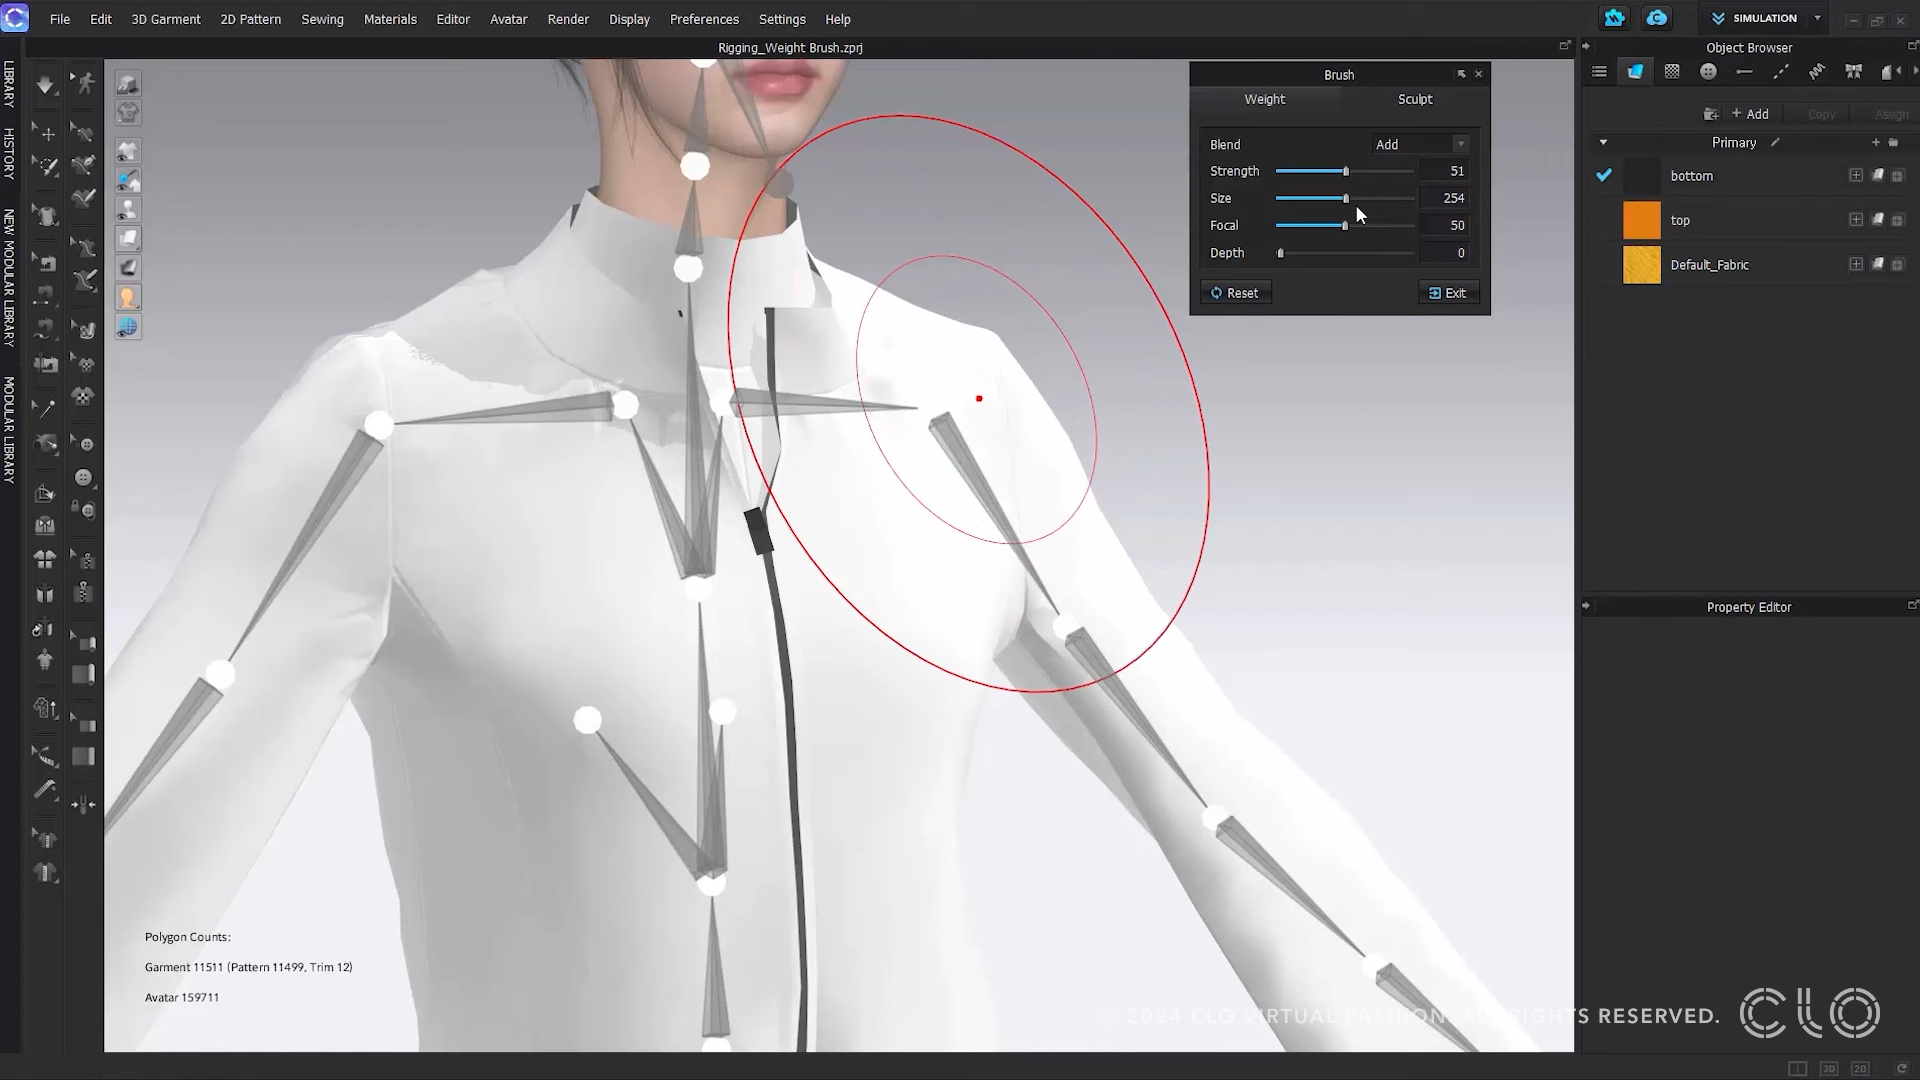 File Edit 3D Garment 2D Pattern Sewing Materials Editor Avatar Render Display Preferences Settings Help
SIMULATION
Rigging_Weight Brush.zprj
Object Browser
LIBRARY
HISTORY
NEW MODULAR LIBRARY
MODULAR LIBRARY
Brush
Weight Sculpt
Blend Add
Strength 51
Size 254
Focal 50
Depth 0
Reset Exit
+ Add Copy Assign
Primary
bottom
top
Default_Fabric
Property Editor
Polygon Counts:
Garment 11511 (Pattern 11499, Trim 12)
Avatar 159711
© 2024 CLO VIRTUAL FASHION. ALL RIGHTS RESERVED.
CLO
3D 2D